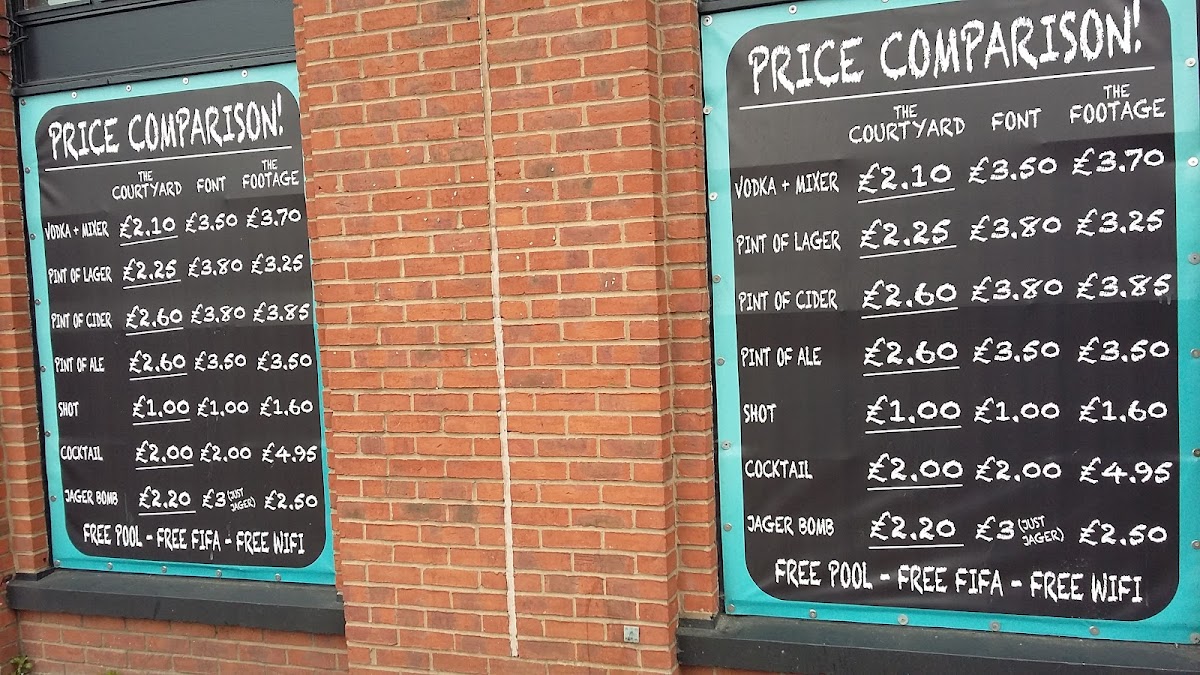 PRICE COMPARISON!
THE COURTYARD FONT THE FOOTAGE
VODKA + MIXER £2.10 £3.50 £3.70
PINT OF LAGER £2.25 £3.80 £3.25
PINT OF CIDER £2.60 £3.80 £3.85
PINT OF ALE £2.60 £3.50 £3.50
SHOT £1.00 £1.00 £1.60
COCKTAIL £2.00 £2.00 £4.95
JAGER BOMB £2.20 £3 (JUST JAGER) £2.50
FREE POOL - FREE FIFA - FREE WIFI
PRICE COMPARISON!
THE COURTYARD FONT THE FOOTAGE
VODKA + MIXER £2.10 £3.50 £3.70
PINT OF LAGER £2.25 £3.80 £3.25
PINT OF CIDER £2.60 £3.80 £3.85
PINT OF ALE £2.60 £3.50 £3.50
SHOT £1.00 £1.00 £1.60
COCKTAIL £2.00 £2.00 £4.95
JAGER BOMB £2.20 £3 (JUST JAGER) £2.50
FREE POOL - FREE FIFA - FREE WIFI